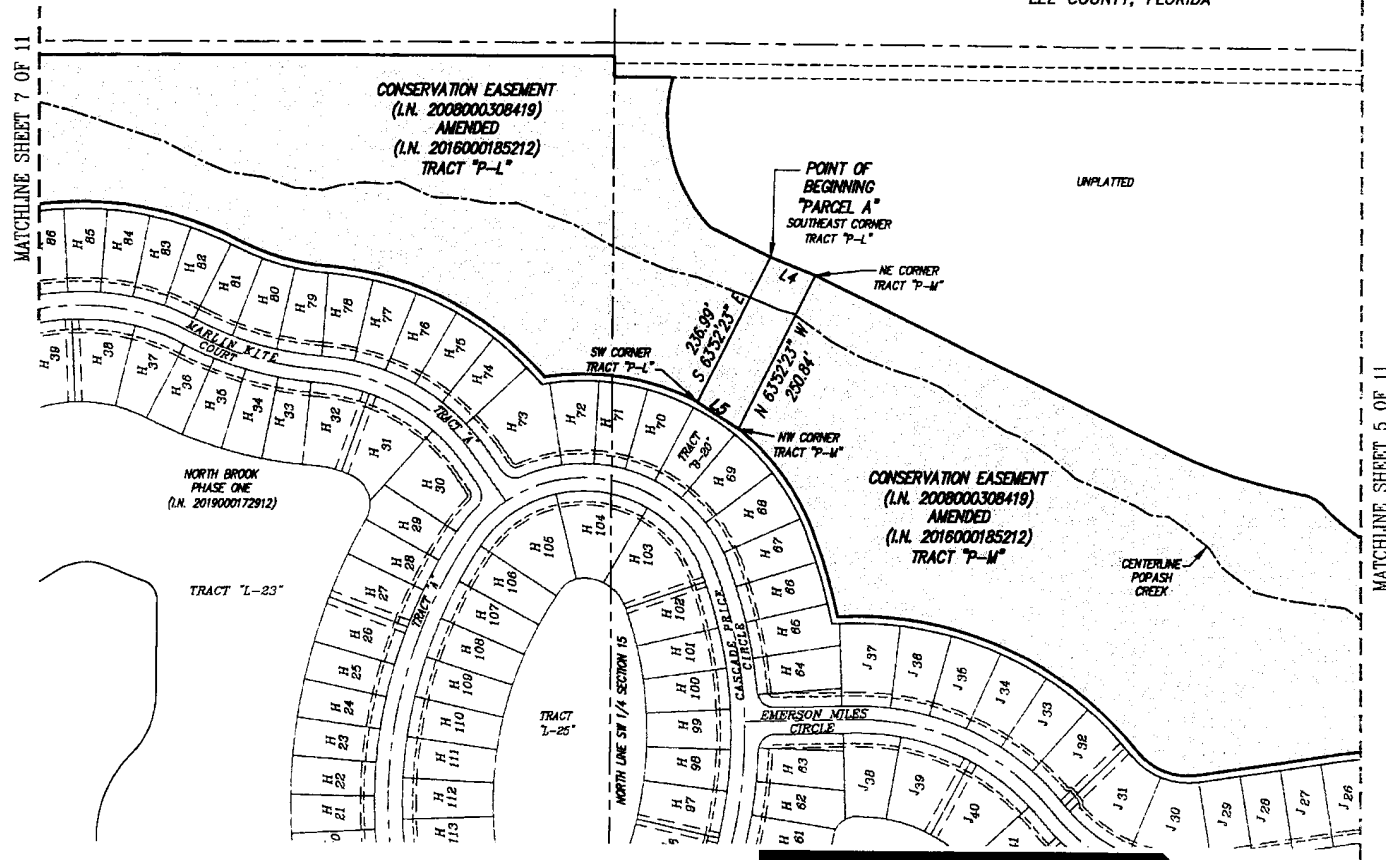 LEE COUNTY, FLORIDA
MATCHLINE SHEET 7 OF 11
CONSERVATION EASEMENT
(I.N. 2008000308419)
AMENDED
(I.N. 2016000185212)
TRACT "P-L"
POINT OF
BEGINNING
"PARCEL A"
SOUTHEAST CORNER
TRACT "P-L"
UNPLATTED
L4
NE CORNER
TRACT "P-M"
236.99'
S 63°52'23" E
N 63°52'23" W
250.84'
SW CORNER
TRACT "P-L"
L5
NW CORNER
TRACT "P-M"
CONSERVATION EASEMENT
(I.N. 2008000308419)
AMENDED
(I.N. 2016000185212)
TRACT "P-M"
CENTERLINE
POPASH
CREEK
MATCHLINE SHEET 5 OF 11
H 86
H 85
H 84
H 83
H 82
H 81
H 80
H 79
H 78
H 77
H 76
H 75
H 74
H 73
H 72
H 71
H 70
TRACT
"B-20"
H 69
H 68
H 67
H 66
H 65
H 64
MARLIN KITE
COURT
TRACT "A"
H 39
H 38
H 37
H 36
H 35
H 34
H 33
H 32
H 31
H 30
H 29
H 28
H 27
H 26
H 25
H 24
H 23
H 22
H 21
NORTH BROOK
PHASE ONE
(I.N. 2019000172912)
TRACT "L-23"
TRACT "A"
H 103
H 104
H 105
H 106
H 107
H 108
H 109
H 110
H 111
H 112
H 113
TRACT
"L-25"
NORTH LINE SW 1/4 SECTION 15
H 102
H 101
H 100
H 99
H 98
H 97
CASCADE PRICE
CIRCLE
EMERSON MILES
CIRCLE
H 63
H 62
H 61
J 37
J 36
J 35
J 34
J 33
J 32
J 31
J 30
J 29
J 28
J 27
J 26
J 38
J 39
J 40